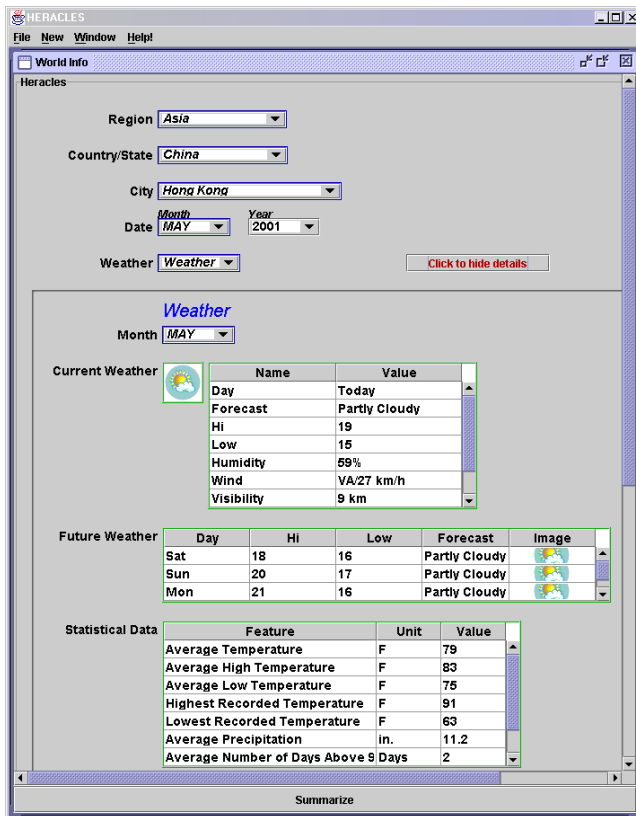 HERACLES
File New Window Help!
World Info
Heracles
Region Asia
Country/State China
City Hong Kong
Month Year
Date MAY 2001
Weather Weather Click to hide details
Weather
Month MAY
Current Weather Name Value
Day Today
Forecast Partly Cloudy
Hi 19
Low 15
Humidity 59%
Wind VA/27 km/h
Visibility 9 km
Future Weather Day Hi Low Forecast Image
Sat 18 16 Partly Cloudy
Sun 20 17 Partly Cloudy
Mon 21 16 Partly Cloudy
Statistical Data Feature Unit Value
Average Temperature F 79
Average High Temperature F 83
Average Low Temperature F 75
Highest Recorded Temperature F 91
Lowest Recorded Temperature F 63
Average Precipitation in. 11.2
Average Number of Days Above 9 Days 2
Summarize